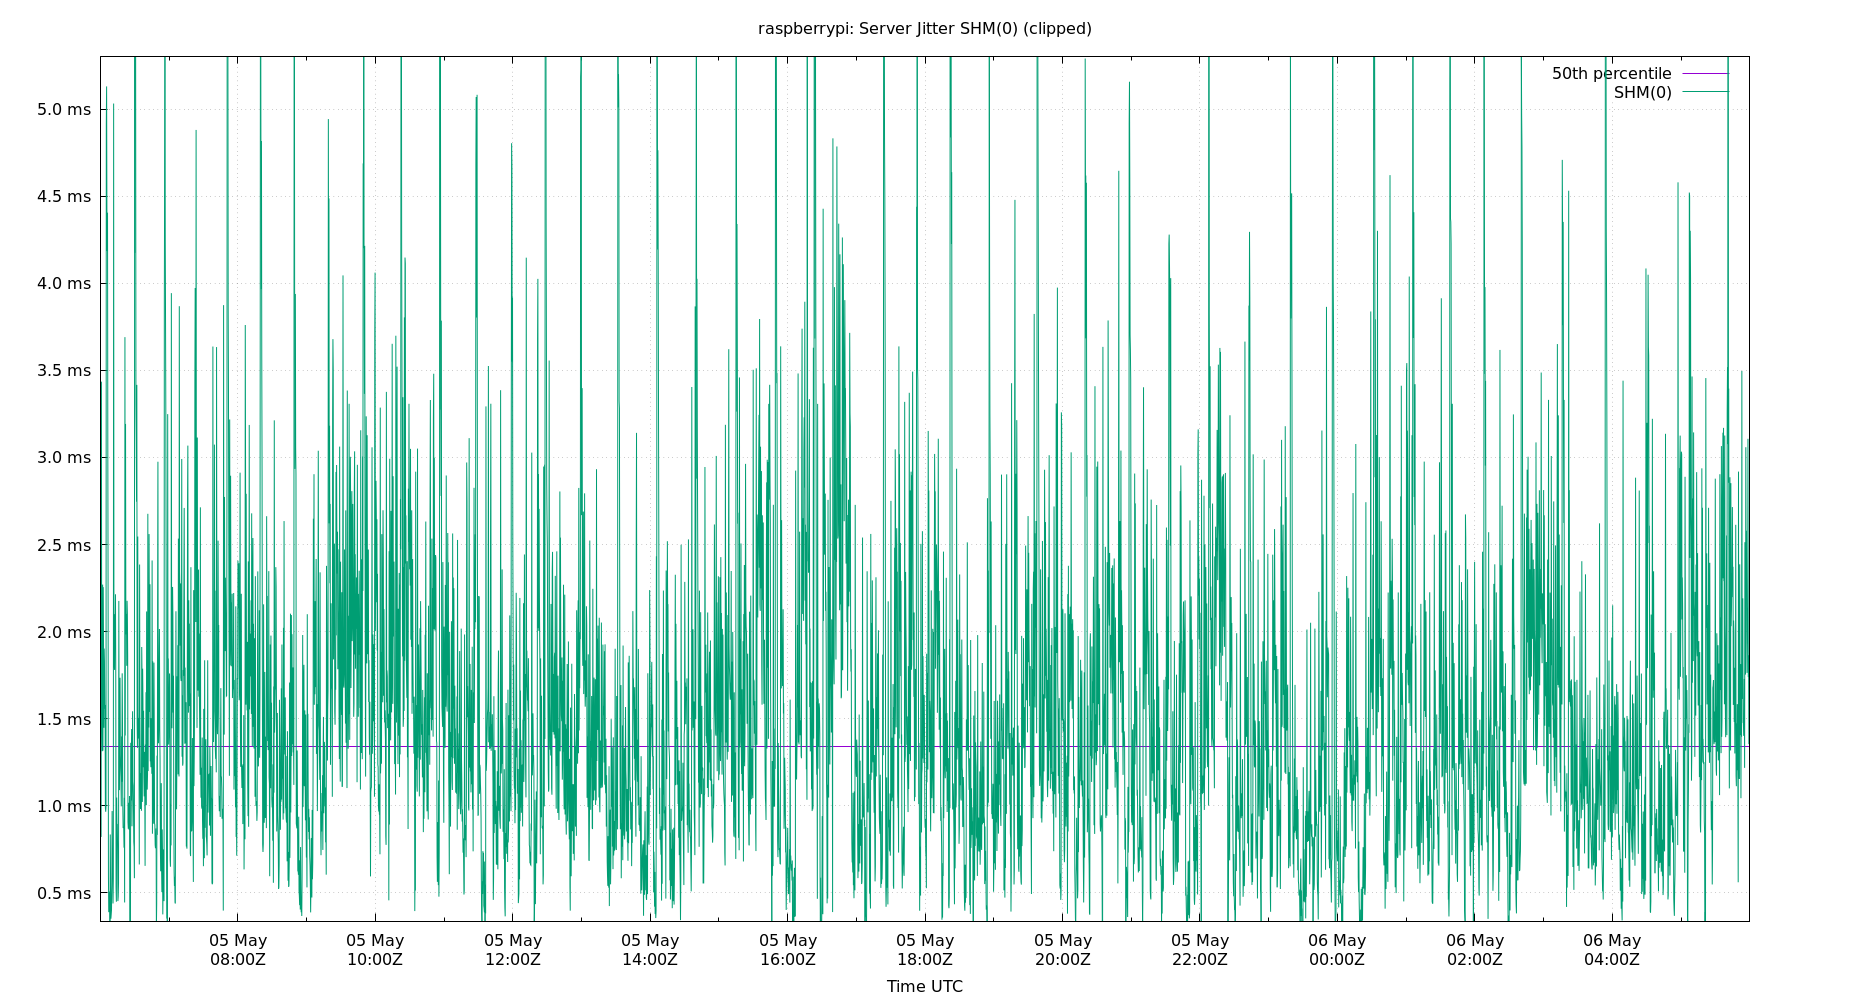 raspberrypi: Server Jitter SHM(0) (clipped)
50th percentile
SHM(0)
5.0 ms
4.5 ms
4.0 ms
3.5 ms
3.0 ms
2.5 ms
2.0 ms
1.5 ms
1.0 ms
0.5 ms
05 May 05 May 05 May 05 May 05 May 05 May 05 May 05 May 06 May 06 May 06 May
08:00Z 10:00Z 12:00Z 14:00Z 16:00Z 18:00Z 20:00Z 22:00Z 00:00Z 02:00Z 04:00Z
Time UTC